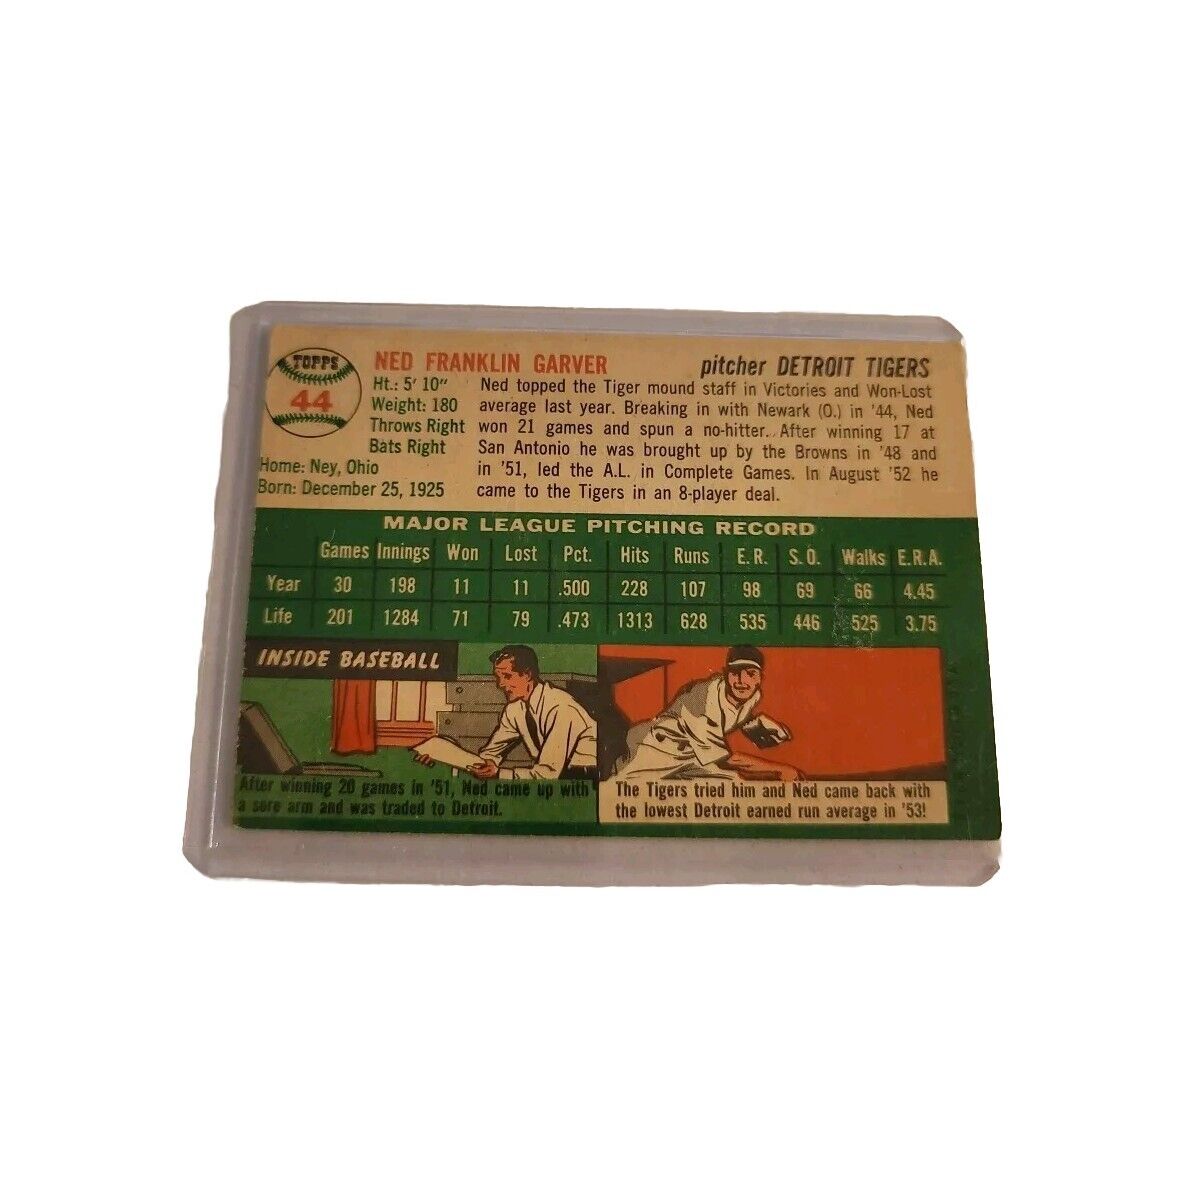 TOPPS
44
NED FRANKLIN GARVER
pitcher DETROIT TIGERS
Ht.: 5' 10"
Weight: 180
Throws Right
Bats Right
Home: Ney, Ohio
Born: December 25, 1925
Ned topped the Tiger mound staff in Victories and Won-Lost
average last year. Breaking in with Newark (O.) in '44, Ned
won 21 games and spun a no-hitter. After winning 17 at
San Antonio he was brought up by the Browns in '48 and
in '51, led the A.L. in Complete Games. In August '52 he
came to the Tigers in an 8-player deal.
MAJOR LEAGUE PITCHING RECORD
Games Innings Won Lost Pct. Hits Runs E.R. S.O. Walks E.R.A.
Year 30 198 11 11 .500 228 107 98 69 66 4.45
Life 201 1284 71 79 .473 1313 628 535 446 525 3.75
INSIDE BASEBALL
After winning 20 games in '51, Ned came up with
a sore arm and was traded to Detroit.
The Tigers tried him and Ned came back with
the lowest Detroit earned run average in '53!